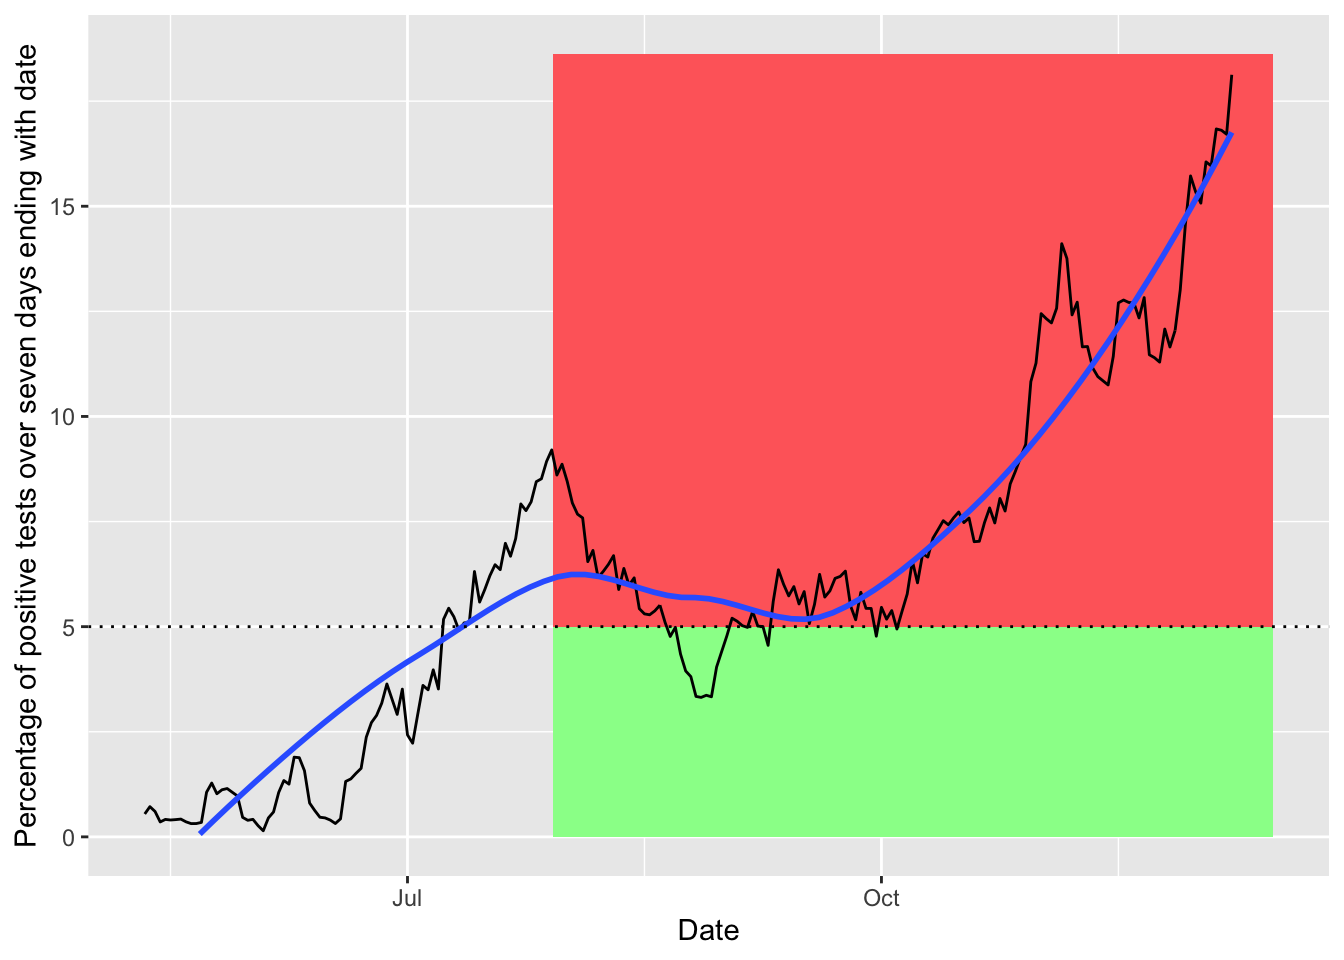 Percentage of positive tests over seven days ending with date
15
10
5
0
Jul
Oct
Date